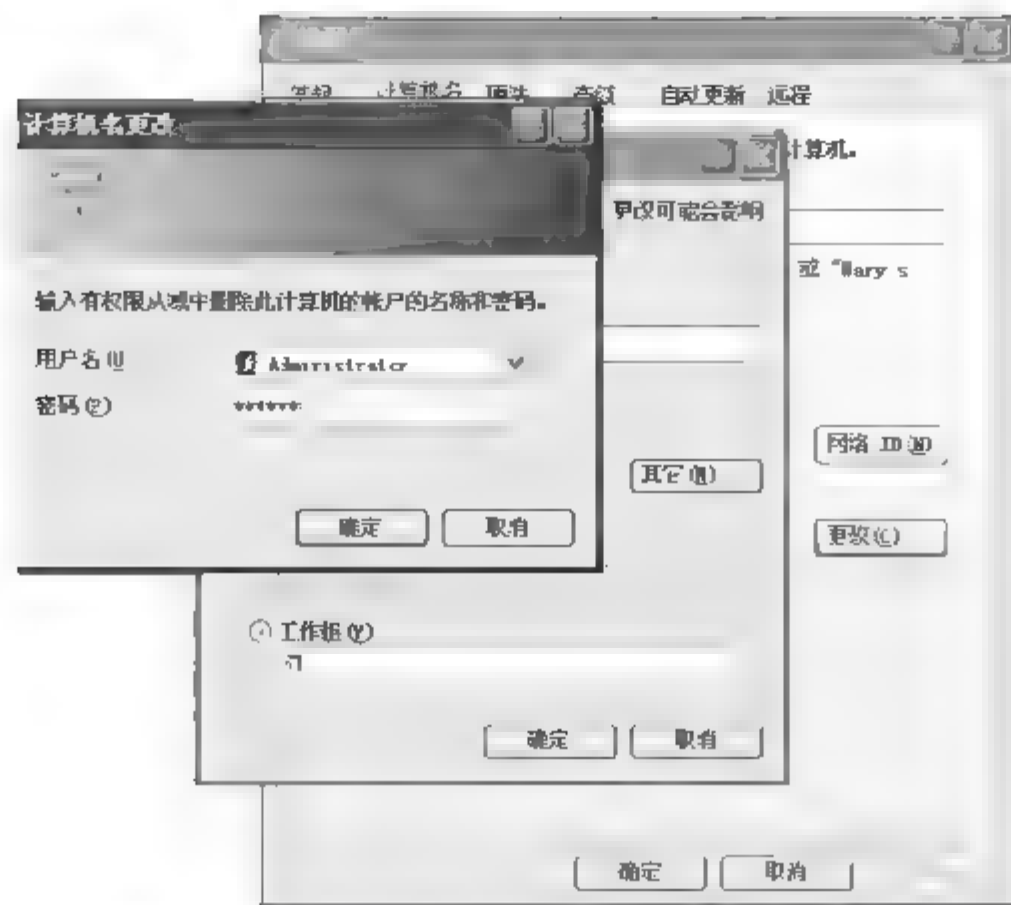 自动更新 远程
计算机名更改
计算机。
更改可能会影响
或 "Mary s
输入有权限从域中删除此计算机的帐户的名称和密码。
用户名(U)
Administrator
密码(P)
******
网络 ID(N)
其它(M)
确定
取消
更改(C)
工作组(W)
确定
取消
确定
取消